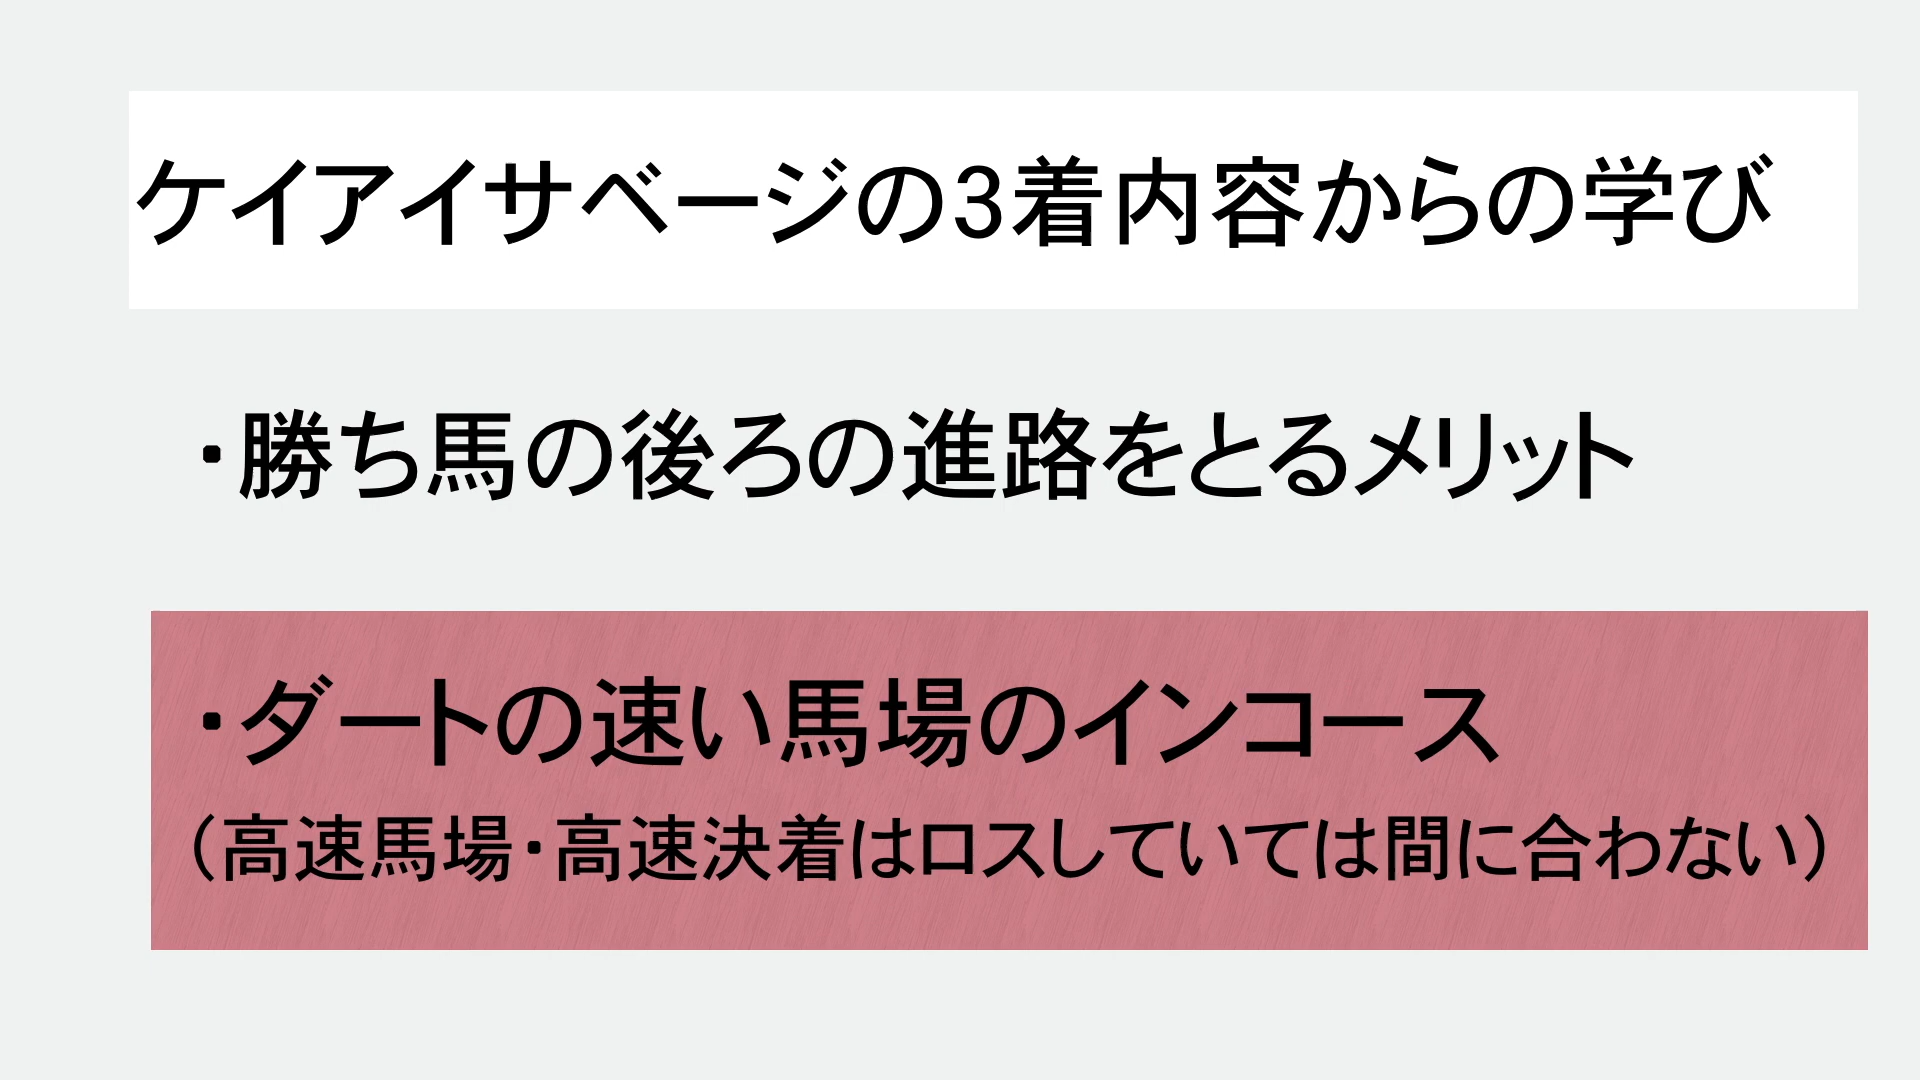 ケイアイサベージの3着内容からの学び
・勝ち馬の後ろの進路をとるメリット
・ダートの速い馬場のインコース
（高速馬場・高速決着はロスしていては間に合わない）